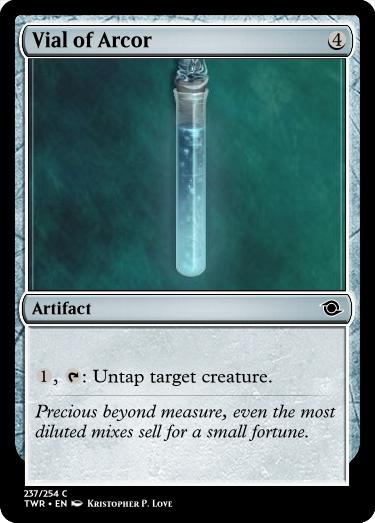 Vial of Arcor 4
Artifact
1, : Untap target creature.
Precious beyond measure, even the most
diluted mixes sell for a small fortune.
237/254 C
TWR • EN Kristopher P. Love